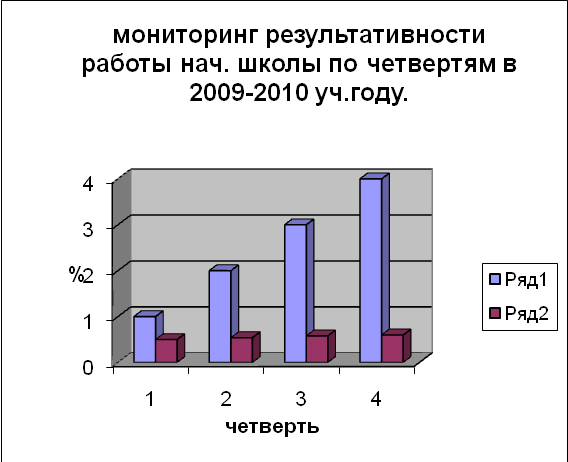 мониторинг результативности
работы нач. школы по четвертям в
2009-2010 уч.году.
4
3
%2
1
0
1 2 3 4
четверть
Ряд1
Ряд2